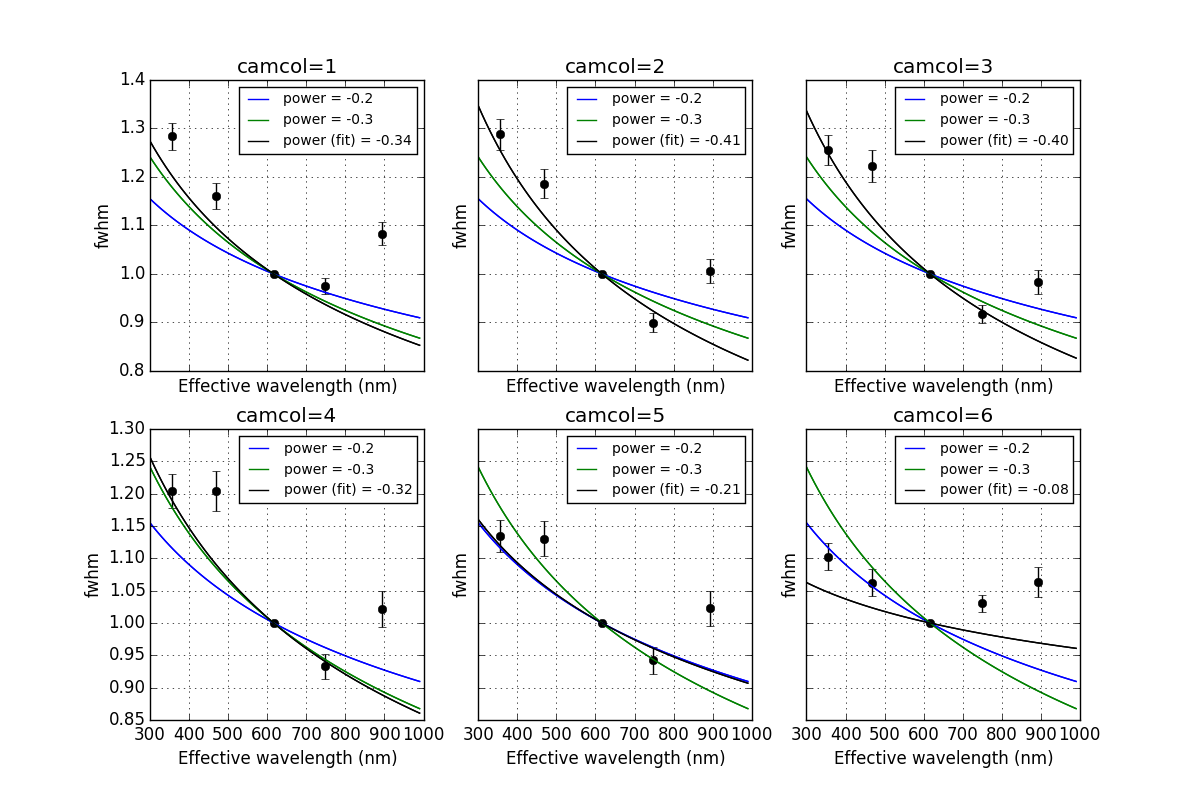 camcol=1
camcol=2
camcol=3
1.4
1.3
1.2
1.1
1.0
0.9
0.8
fwhm
power = -0.2
power = -0.3
power (fit) = -0.34
Effective wavelength (nm)
fwhm
power = -0.2
power = -0.3
power (fit) = -0.41
Effective wavelength (nm)
fwhm
power = -0.2
power = -0.3
power (fit) = -0.40
Effective wavelength (nm)
camcol=4
camcol=5
camcol=6
1.30
1.25
1.20
1.15
1.10
1.05
1.00
0.95
0.90
0.85
fwhm
power = -0.2
power = -0.3
power (fit) = -0.32
300 400 500 600 700 800 900 1000
Effective wavelength (nm)
fwhm
power = -0.2
power = -0.3
power (fit) = -0.21
300 400 500 600 700 800 900 1000
Effective wavelength (nm)
fwhm
power = -0.2
power = -0.3
power (fit) = -0.08
300 400 500 600 700 800 900 1000
Effective wavelength (nm)